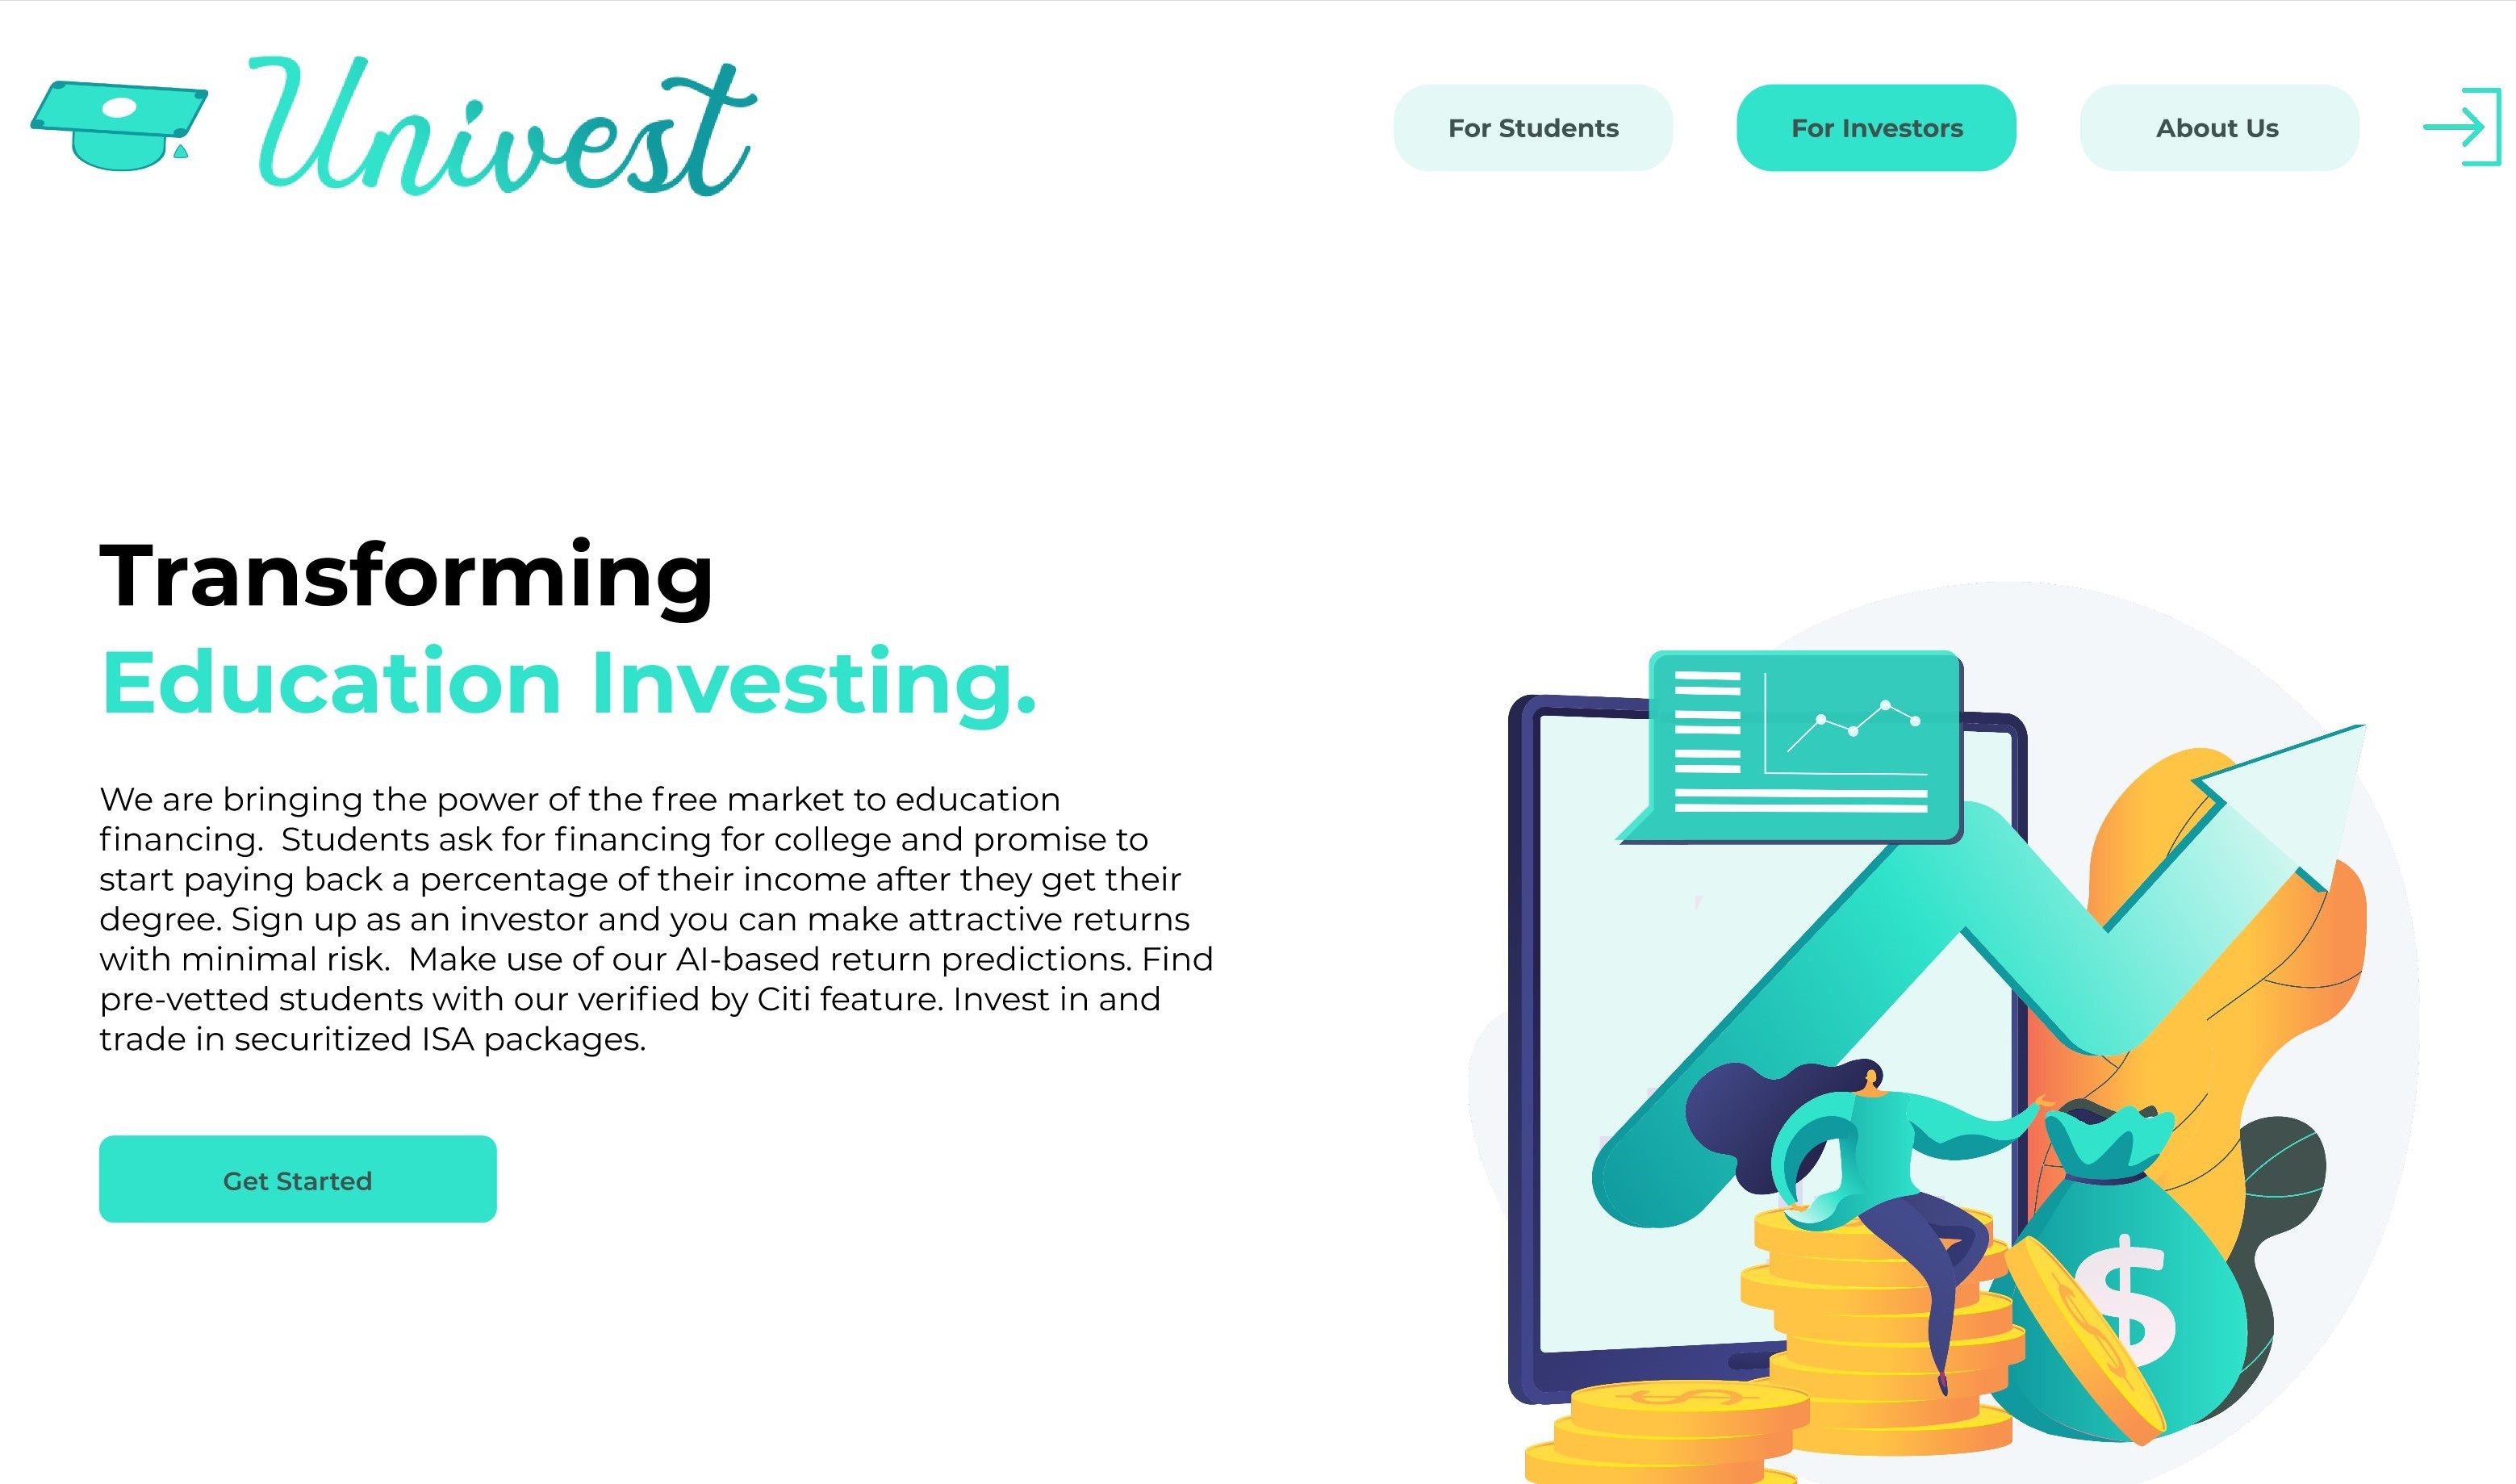 Univest
For Students
For Investors
About Us
Transforming
Education Investing.
We are bringing the power of the free market to education
financing.  Students ask for financing for college and promise to
start paying back a percentage of their income after they get their
degree. Sign up as an investor and you can make attractive returns
with minimal risk.  Make use of our AI-based return predictions. Find
pre-vetted students with our verified by Citi feature. Invest in and
trade in securitized ISA packages.
Get Started
$